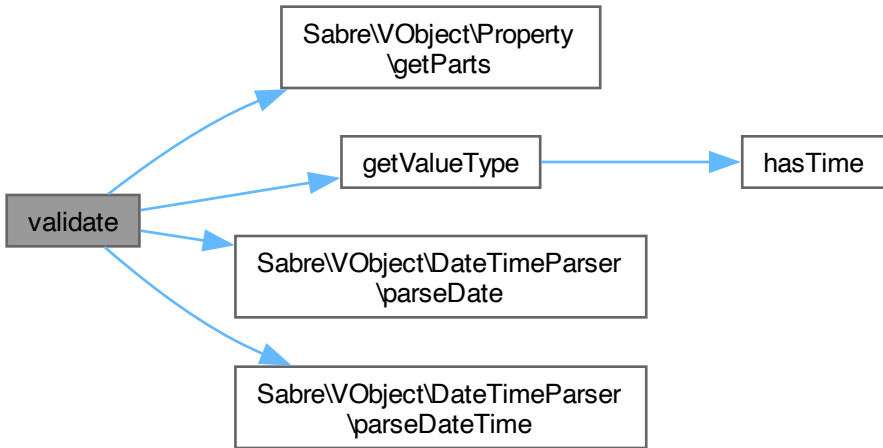 Sabre\VObject\Property
\getParts
getValueType
hasTime
validate
Sabre\VObject\DateTimeParser
\parseDate
Sabre\VObject\DateTimeParser
\parseDateTime